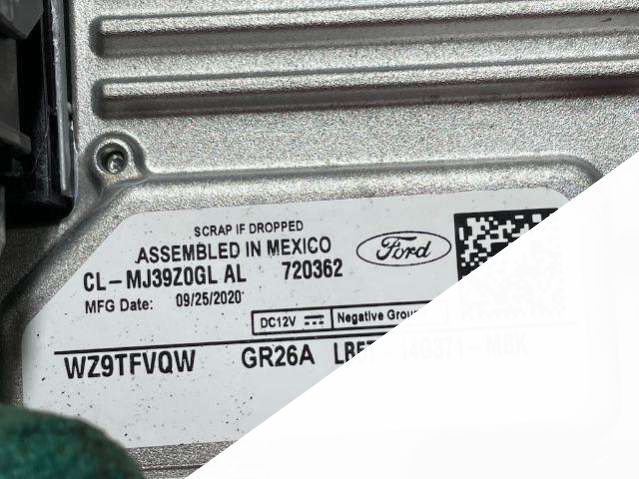 SCRAP IF DROPPED
ASSEMBLED IN MEXICO
Ford
CL-MJ39Z0GL AL 720362
MFG Date: 09/25/2020
DC12V Negative
WZ9TFVQW GR26A